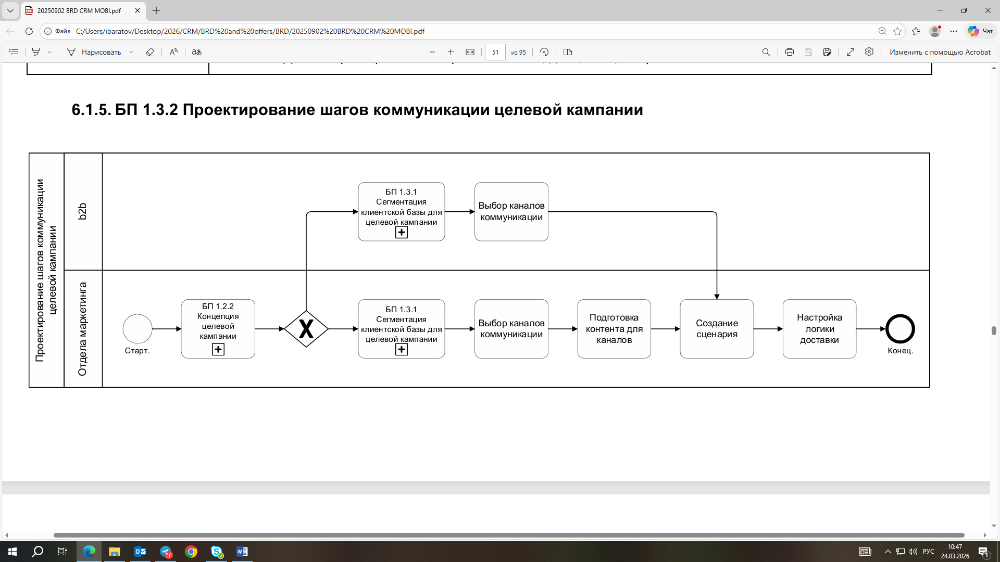 20250902 BRD CRM MOBI.pdf
Файл
C:/Users/ibaratov/Desktop/2026/CRM/BRD%20and%20offers/BRD/20250902%20BRD%20CRM%20MOBI.pdf
Чат
Нарисовать
51
из 95
Изменить с помощью Acrobat
6.1.5. БП 1.3.2 Проектирование шагов коммуникации целевой кампании
Проектирование шагов коммуникации
целевой кампании
b2b
БП 1.3.1
Сегментация
клиентской базы для
целевой кампании
Выбор каналов
коммуникации
Отдела маркетинга
Старт.
БП 1.2.2
Концепция
целевой
кампании
X
БП 1.3.1
Сегментация
клиентской базы для
целевой кампании
Выбор каналов
коммуникации
Подготовка
контента для
каналов
Создание
сценария
Настройка
логики
доставки
Конец.
56
РУС
10:47
24.03.2026
1